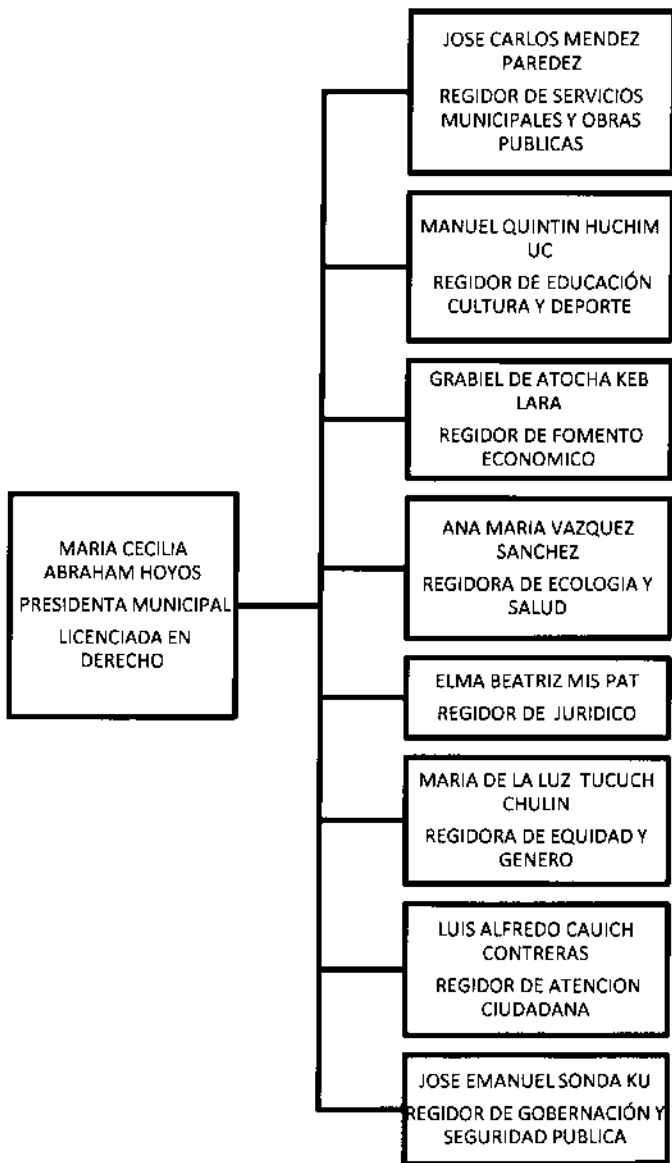 JOSE CARLOS MENDEZ
PAREDEZ
REGIDOR DE SERVICIOS
MUNICIPALES Y OBRAS
PUBLICAS
MANUEL QUINTIN HUCHIM
UC
REGIDOR DE EDUCACIÓN
CULTURA Y DEPORTE
GRABIEL DE ATOCHA KEB
LARA
REGIDOR DE FOMENTO
ECONOMICO
MARIA CECILIA
ABRAHAM HOYOS
PRESIDENTA MUNICIPAL
LICENCIADA EN
DERECHO
ANA MARIA VAZQUEZ
SANCHEZ
REGIDORA DE ECOLOGIA Y
SALUD
ELMA BEATRIZ MIS PAT
REGIDOR DE JURIDICO
MARIA DE LA LUZ TUCUCH
CHULIN
REGIDORA DE EQUIDAD Y
GENERO
LUIS ALFREDO CAUICH
CONTRERAS
REGIDOR DE ATENCION
CIUDADANA
JOSE EMANUEL SONDA KU
REGIDOR DE GOBERNACIÓN Y
SEGURIDAD PUBLICA